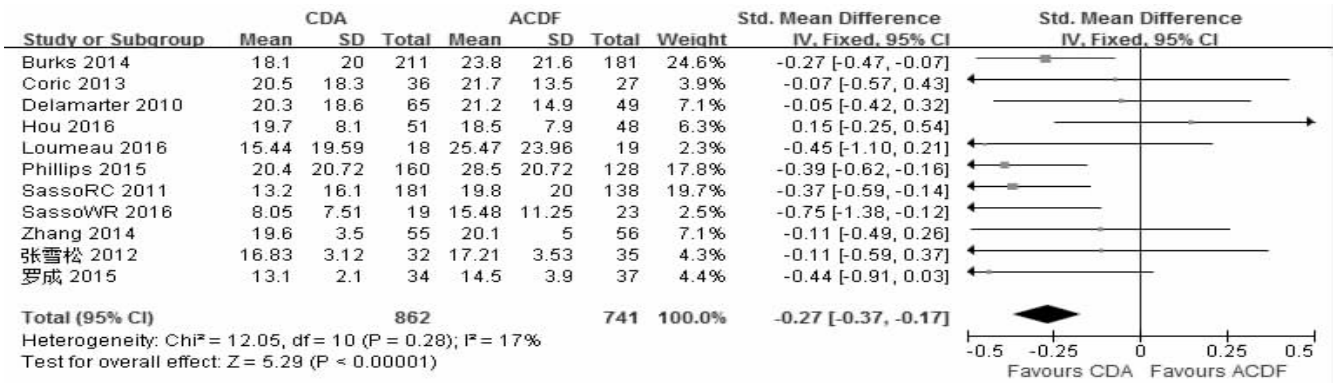 CDA ACDF Std. Mean Difference Std. Mean Difference
Study or Subgroup Mean SD Total Mean SD Total Weight IV, Fixed, 95% CI IV, Fixed, 95% CI
Burks 2014 18.1 20 211 23.8 21.6 181 24.6% -0.27 [-0.47, -0.07]
Coric 2013 20.5 18.3 36 21.7 13.5 27 3.9% -0.07 [-0.57, 0.43]
Delamarter 2010 20.3 18.6 65 21.2 14.9 49 7.1% -0.05 [-0.42, 0.32]
Hou 2016 19.7 8.1 51 18.5 7.9 48 6.3% 0.15 [-0.25, 0.54]
Loumeau 2016 15.44 19.59 18 25.47 23.96 19 2.3% -0.45 [-1.10, 0.21]
Phillips 2015 20.4 20.72 160 28.5 20.72 128 17.8% -0.39 [-0.62, -0.16]
SassoRC 2011 13.2 16.1 181 19.8 20 138 19.7% -0.37 [-0.59, -0.14]
SassoWR 2016 8.05 7.51 19 15.48 11.25 23 2.5% -0.75 [-1.38, -0.12]
Zhang 2014 19.6 3.5 55 20.1 5 56 7.1% -0.11 [-0.49, 0.26]
张雪松 2012 16.83 3.12 32 17.21 3.53 35 4.3% -0.11 [-0.59, 0.37]
罗成 2015 13.1 2.1 34 14.5 3.9 37 4.4% -0.44 [-0.91, 0.03]
Total (95% CI) 862 741 100.0% -0.27 [-0.37, -0.17]
Heterogeneity: Chi² = 12.05, df = 10 (P = 0.28); I² = 17%
Test for overall effect: Z = 5.29 (P < 0.00001)
-0.5 -0.25 0 0.25 0.5
Favours CDA Favours ACDF